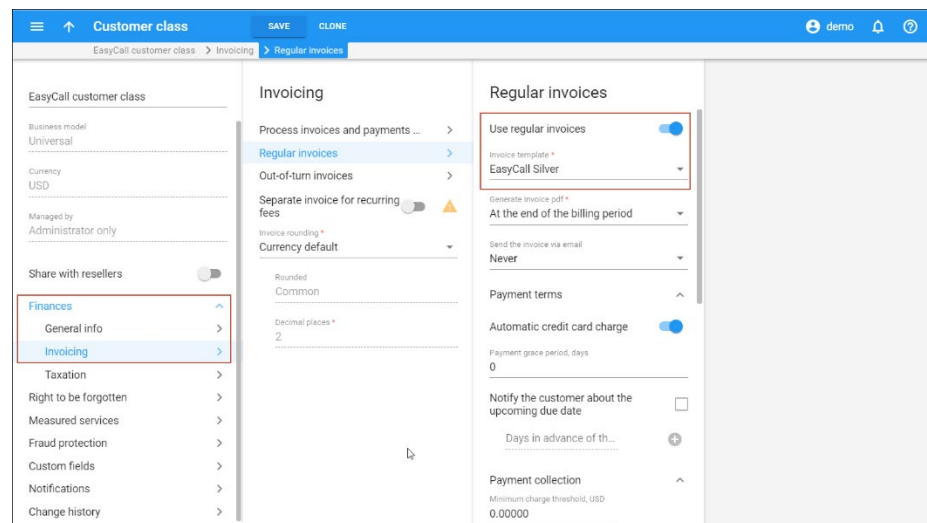 Customer class
SAVE
CLONE
demo
EasyCall customer class > Invoicing > Regular invoices
EasyCall customer class
Business model
Universal
Currency
USD
Managed by
Administrator only
Share with resellers
Finances
General info
Invoicing
Taxation
Right to be forgotten
Measured services
Fraud protection
Custom fields
Notifications
Change history
Invoicing
Process invoices and payments ...
Regular invoices
Out-of-turn invoices
Separate invoice for recurring
fees
Invoice rounding *
Currency default
Rounded
Common
Decimal places *
2
Regular invoices
Use regular invoices
Invoice template *
EasyCall Silver
Generate invoice pdf *
At the end of the billing period
Send the invoice via email
Never
Payment terms
Automatic credit card charge
Payment grace period, days
0
Notify the customer about the
upcoming due date
Days in advance of th...
Payment collection
Minimum charge threshold, USD
0.00000